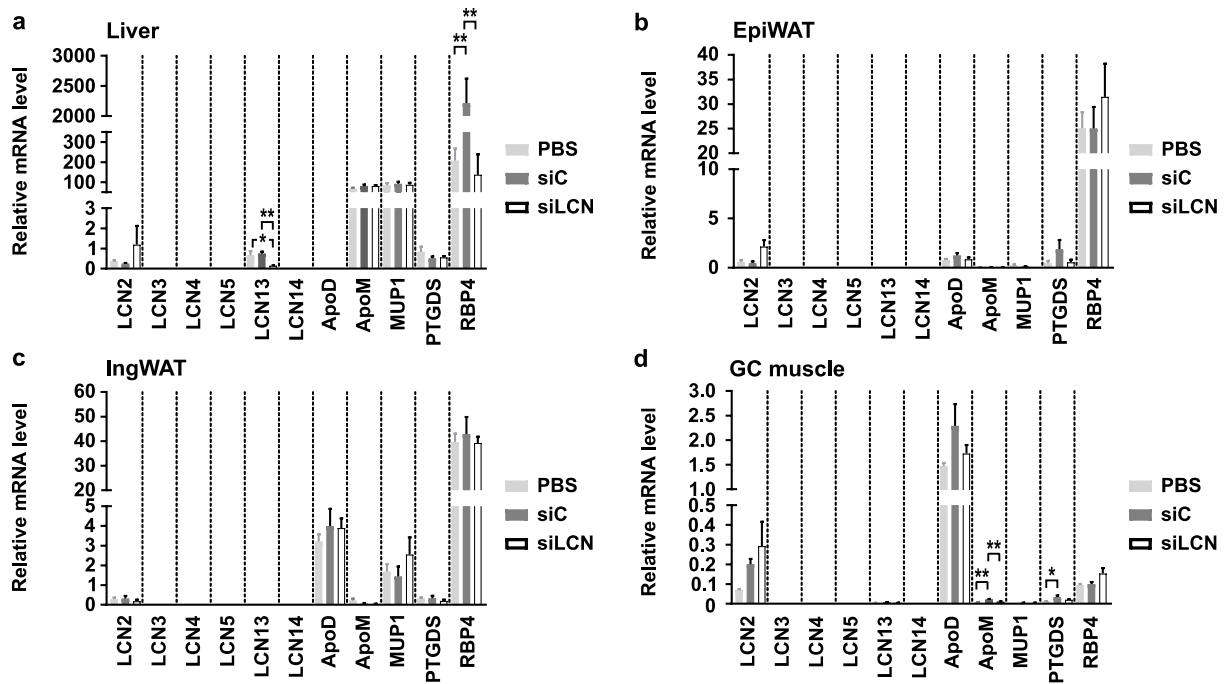 a
Liver
Relative mRNA level
3000
2000
1000
300
200
100
3
2
1
0
** **
**
*
LCN2 LCN3 LCN4 LCN5 LCN13 LCN14 ApoD ApoM MUP1 PTGDS RBP4
PBS
siC
siLCN
b
EpiWAT
Relative mRNA level
40
35
30
25
20
15
10
5
0
LCN2 LCN3 LCN4 LCN5 LCN13 LCN14 ApoD ApoM MUP1 PTGDS RBP4
PBS
siC
siLCN
c
IngWAT
Relative mRNA level
60
50
40
30
20
5
4
3
2
1
0
LCN2 LCN3 LCN4 LCN5 LCN13 LCN14 ApoD ApoM MUP1 PTGDS RBP4
PBS
siC
siLCN
d
GC muscle
Relative mRNA level
3.0
2.5
2.0
1.5
1.0
0.5
0.4
0.3
0.2
0.1
0
** ** *
LCN2 LCN3 LCN4 LCN5 LCN13 LCN14 ApoD ApoM MUP1 PTGDS RBP4
PBS
siC
siLCN